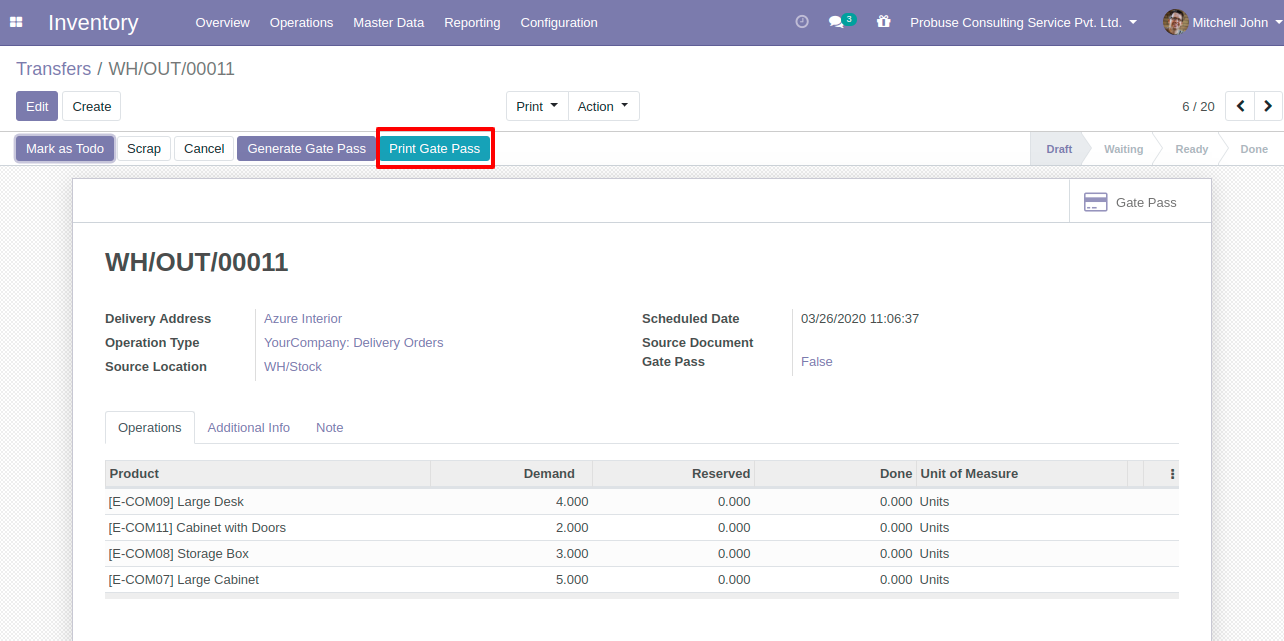 Inventory Overview Operations Master Data Reporting Configuration 3 Probuse Consulting Service Pvt. Ltd. Mitchell John
Transfers / WH/OUT/00011
Edit Create Print Action 6 / 20
Mark as Todo Scrap Cancel Generate Gate Pass Print Gate Pass Draft Waiting Ready Done
Gate Pass
WH/OUT/00011
Delivery Address Azure Interior Scheduled Date 03/26/2020 11:06:37
Operation Type YourCompany: Delivery Orders Source Document
Source Location WH/Stock Gate Pass False
Operations Additional Info Note
Product Demand Reserved Done Unit of Measure
[E-COM09] Large Desk 4.000 0.000 0.000 Units
[E-COM11] Cabinet with Doors 2.000 0.000 0.000 Units
[E-COM08] Storage Box 3.000 0.000 0.000 Units
[E-COM07] Large Cabinet 5.000 0.000 0.000 Units